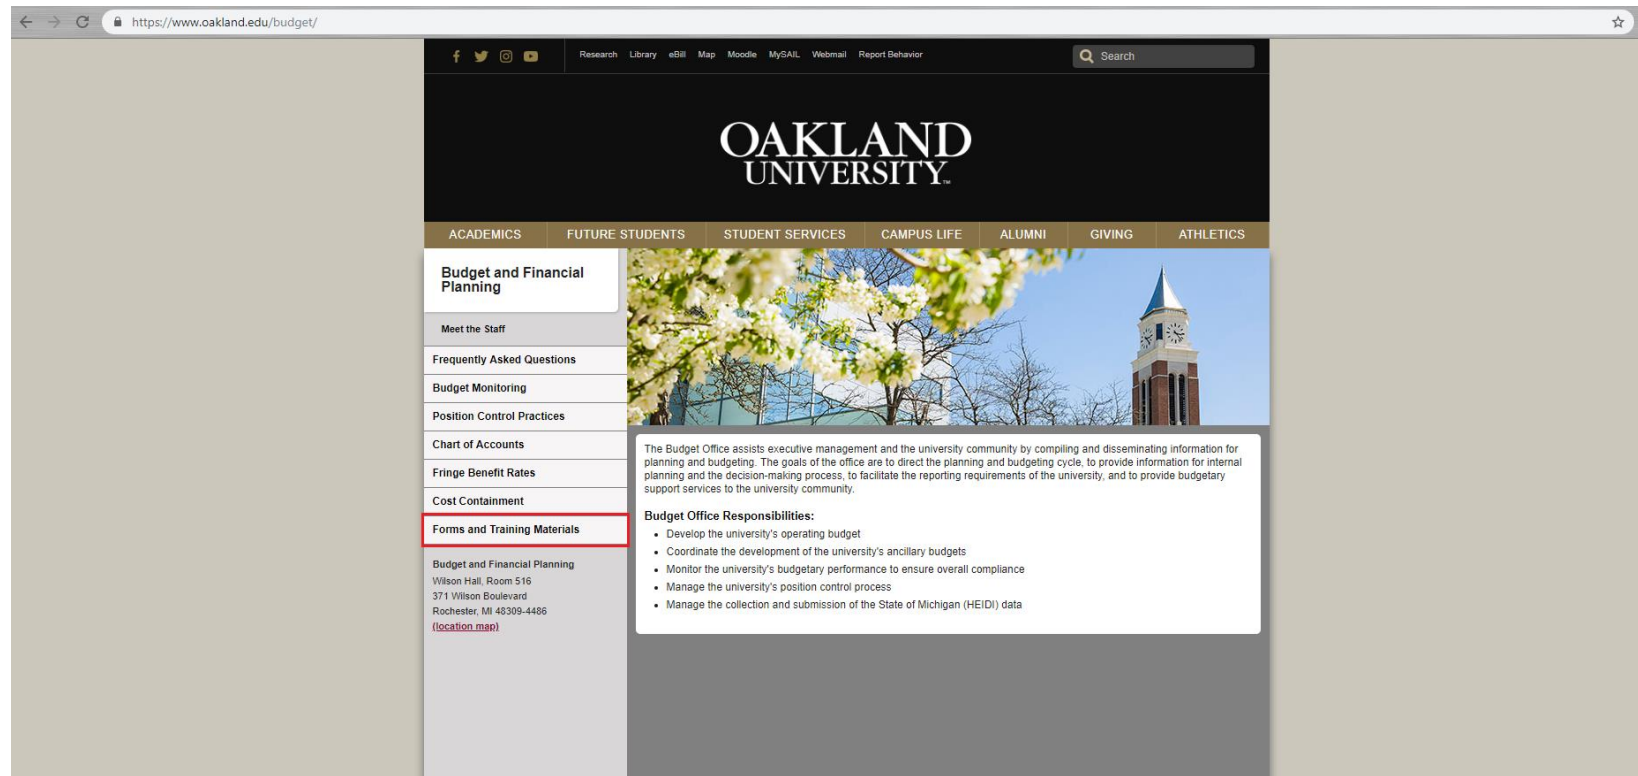 https://www.oakland.edu/budget/
Research Library eBill Map Moodle MySAIL Webmail Report Behavior
Search
OAKLAND
UNIVERSITY™
ACADEMICS FUTURE STUDENTS STUDENT SERVICES CAMPUS LIFE ALUMNI GIVING ATHLETICS
Budget and Financial
Planning
Meet the Staff
Frequently Asked Questions
Budget Monitoring
Position Control Practices
Chart of Accounts
Fringe Benefit Rates
Cost Containment
Forms and Training Materials
Budget and Financial Planning
Wilson Hall, Room 516
371 Wilson Boulevard
Rochester, MI 48309-4486
(location map)
The Budget Office assists executive management and the university community by compiling and disseminating information for
planning and budgeting. The goals of the office are to direct the planning and budgeting cycle, to provide information for internal
planning and the decision-making process, to facilitate the reporting requirements of the university, and to provide budgetary
support services to the university community.
Budget Office Responsibilities:
• Develop the university's operating budget
• Coordinate the development of the university's ancillary budgets
• Monitor the university's budgetary performance to ensure overall compliance
• Manage the university's position control process
• Manage the collection and submission of the State of Michigan (HEIDI) data